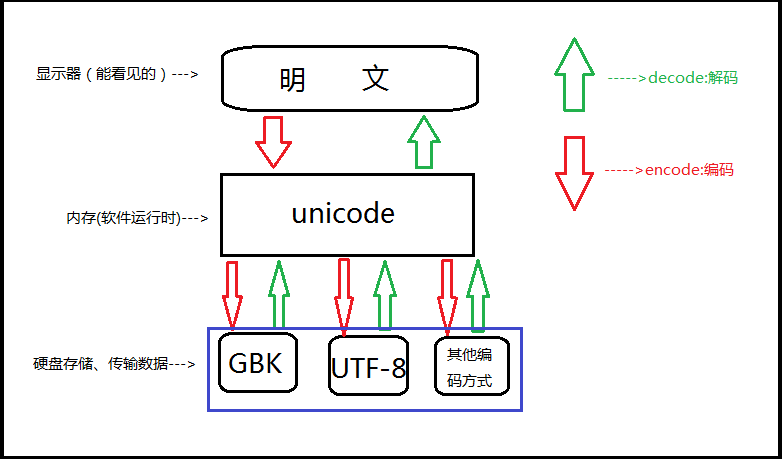 显示器（能看见的）--->
明 文
----->decode:解码
----->encode:编码
内存(软件运行时)--->
unicode
硬盘存储、传输数据--->
GBK
UTF-8
其他编
码方式